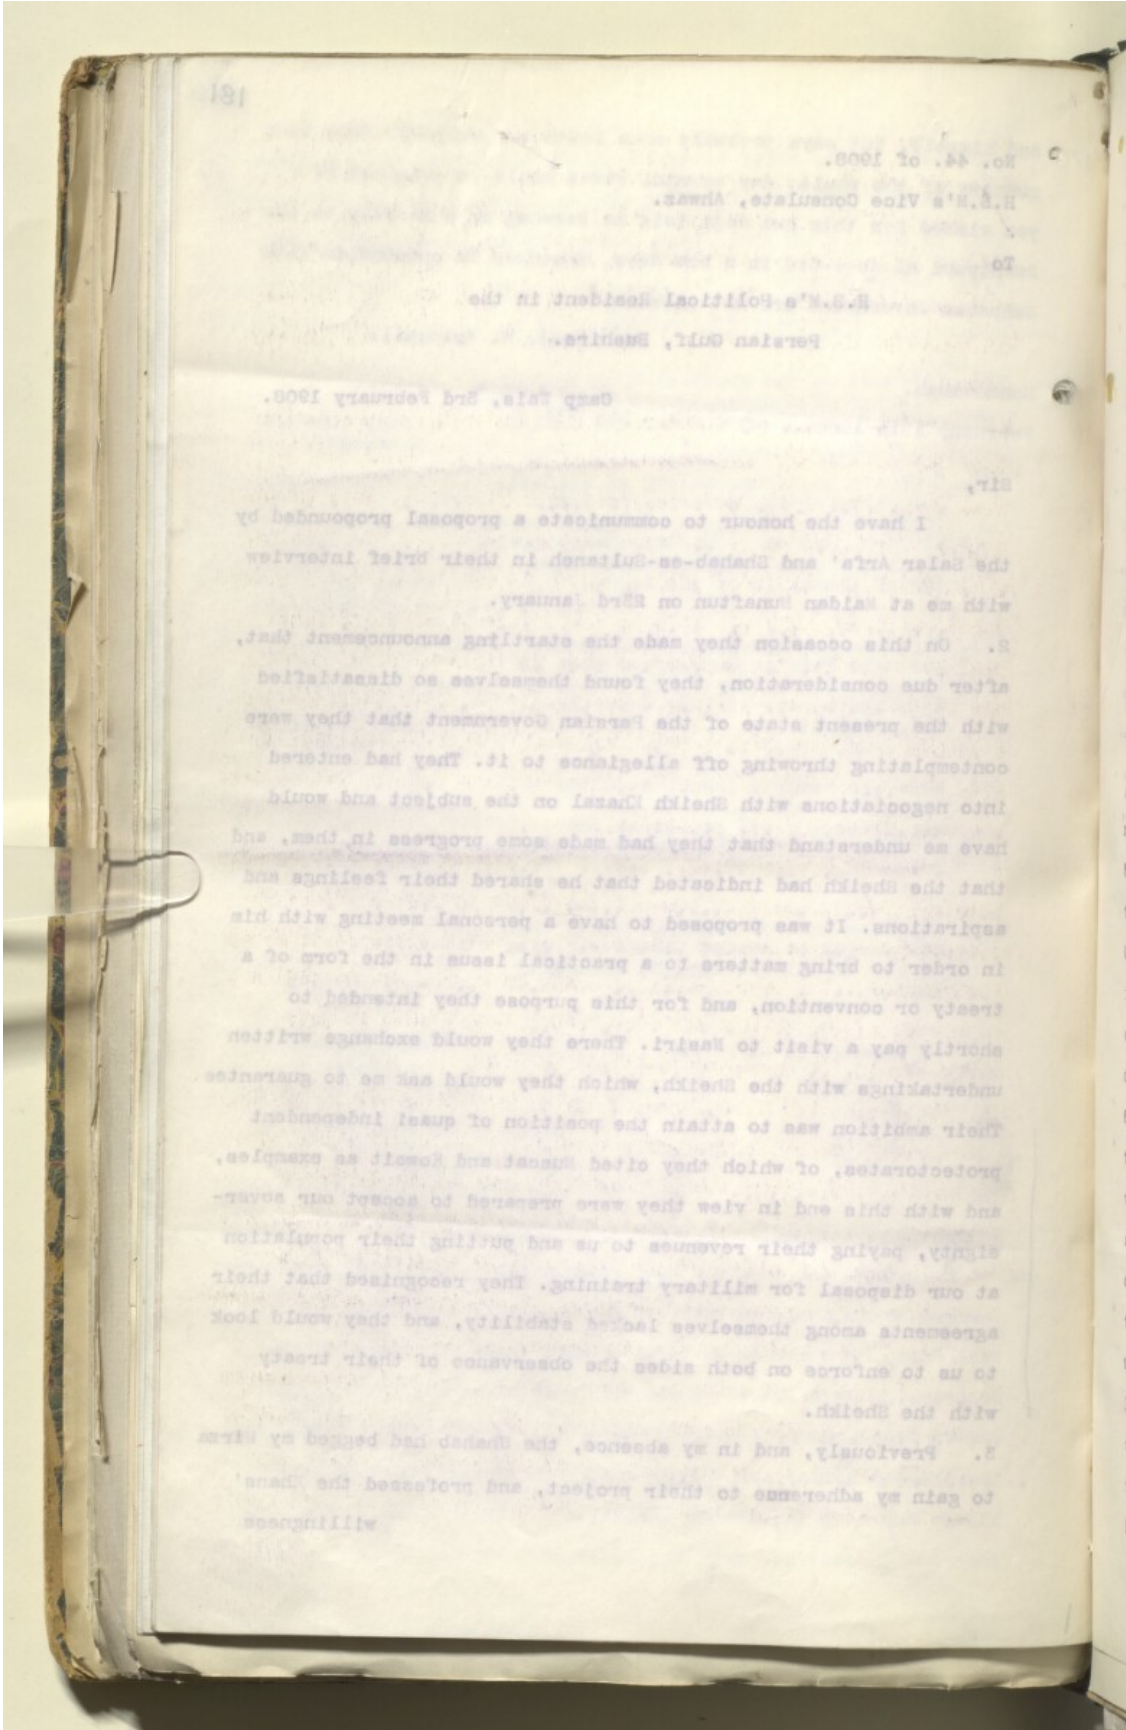 181
No. 44. of 1908.
H.B.M's Vice Consulate, Ahwaz.
To
H.B.M's Political Resident in the
Persian Gulf, Bushire.
Camp Wais, 3rd February 1908.
Sir,
I have the honour to communicate a proposal propounded by
the Salar Arfa' and Shahab-es-Sultaneh in their brief interview
with me at Maidan Munaftun on 23rd January.
2. On this occasion they made the startling announcement that,
after due consideration, they found themselves so dissatisfied
with the present state of the Persian Government that they were
contemplating throwing off allegiance to it. They had entered
into negociations with Sheikh Khazal on the subject and would
have me understand that they had made some progress in them, and
that the Sheikh had indicated that he shared their feelings and
aspirations. It was proposed to have a personal meeting with him
in order to bring matters to a practical issue in the form of a
treaty or convention, and for this purpose they intended to
shortly pay a visit to Nasiri. There they would exchange written
undertakings with the Sheikh, which they would ask me to guarantee.
Their ambition was to attain the position of quasi independent
protectorates, of which they cited Muscat and Koweit as examples,
and with this end in view they were prepared to accept our sover-
eignty, paying their revenues to us and putting their population
at our disposal for military training. They recognised that their
agreements among themselves lacked stability, and they would look
to us to enforce on both sides the observance of their treaty
with the Sheikh.
3. Previously, and in my absence, the Shahab had begged my Mirza
to gain my adherence to their project, and professed the Khans'
willingness